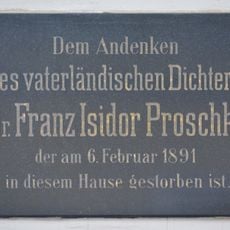 Dem Andenken
es vaterländischen Dichter
r. Franz Isidor Proschk
der am 6. Februar 1891
in diesem Hause gestorben ist.